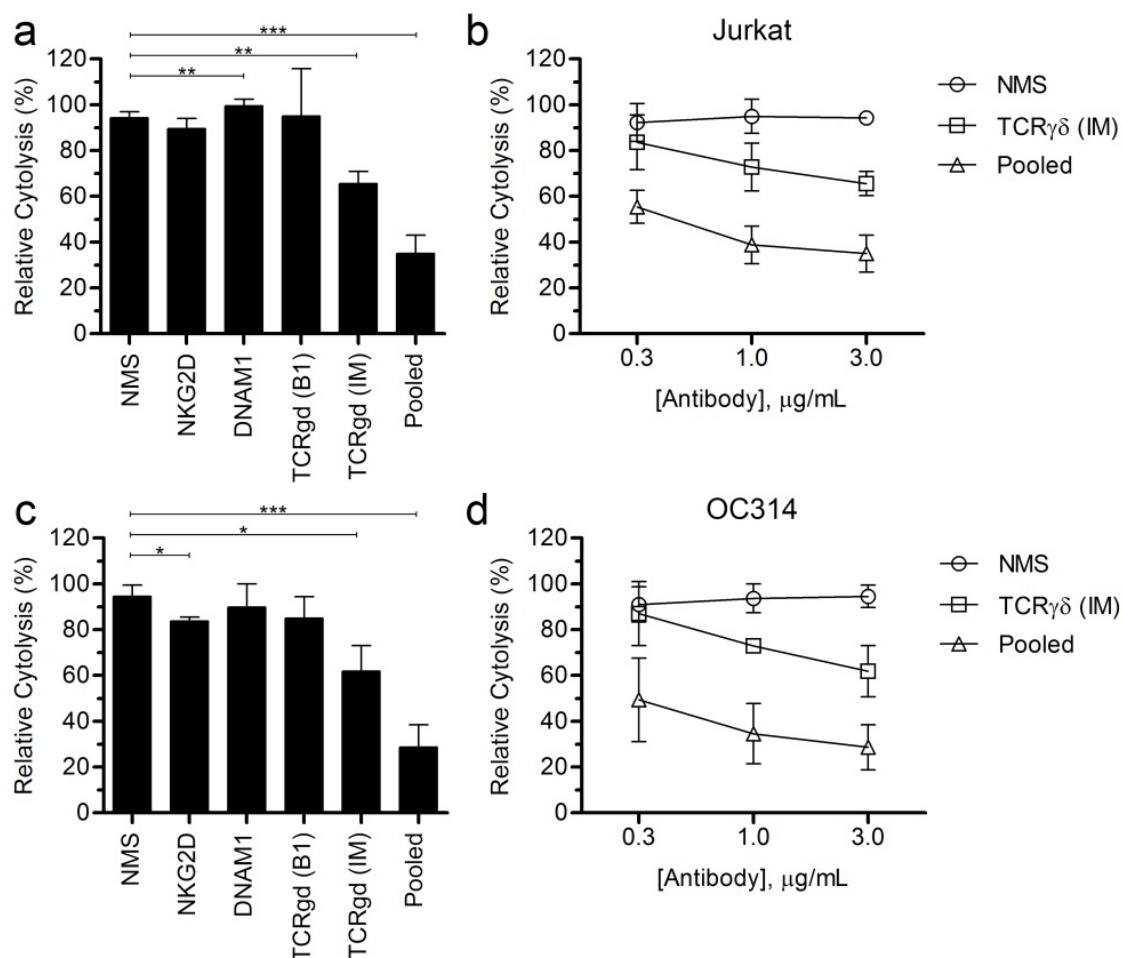 a
***
**
**
Relative Cytolysis (%)
120
100
80
60
40
20
0
NMS
NKG2D
DNAM1
TCRgd (B1)
TCRgd (IM)
Pooled
b
Jurkat
Relative Cytolysis (%)
120
100
80
60
40
20
0
0.3 1.0 3.0
[Antibody], μg/mL
NMS
TCRγδ (IM)
Pooled
c
***
*
*
Relative Cytolysis (%)
120
100
80
60
40
20
0
NMS
NKG2D
DNAM1
TCRgd (B1)
TCRgd (IM)
Pooled
d
OC314
Relative Cytolysis (%)
120
100
80
60
40
20
0
0.3 1.0 3.0
[Antibody], μg/mL
NMS
TCRγδ (IM)
Pooled